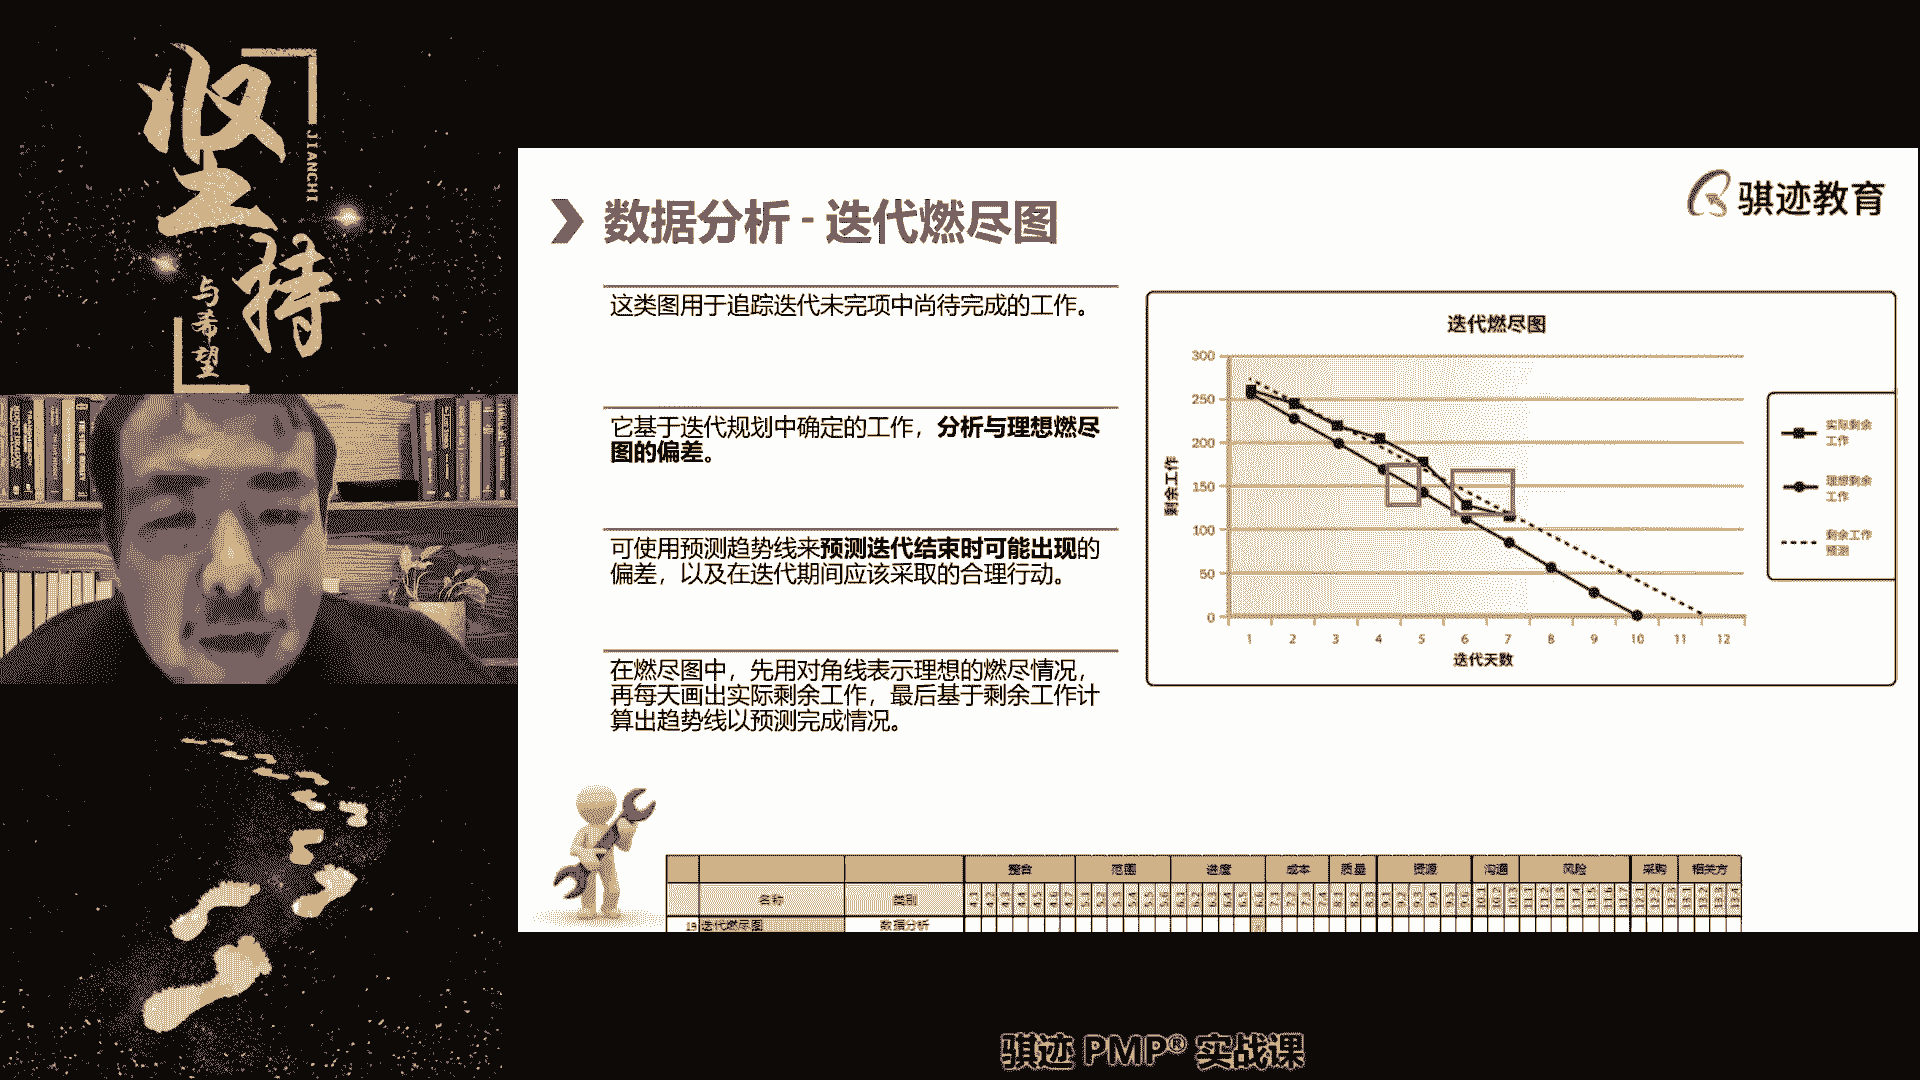 坚
持
JIANCHI
与
希
望
数据分析 - 迭代燃尽图
骐迹教育
这类图用于追踪迭代未完项中尚待完成的工作。
它基于迭代规划中确定的工作，分析与理想燃尽
图的偏差。
可使用预测趋势线来预测迭代结束时可能出现的
偏差，以及在迭代期间应该采取的合理行动。
在燃尽图中，先用对角线表示理想的燃尽情况，
再每天画出实际剩余工作，最后基于剩余工作计
算出趋势线以预测完成情况。
迭代燃尽图
300
250
200
150
100
50
0
剩余工作
1 2 3 4 5 6 7 8 9 10 11 12
迭代天数
实际剩余
工作
理想剩余
工作
剩余工作
预测
整合 范围 进度 成本 质量 资源 沟通 风险 采购 相关方
名称 类别
13 迭代燃尽图 数据分析
骐迹 PMP® 实战课